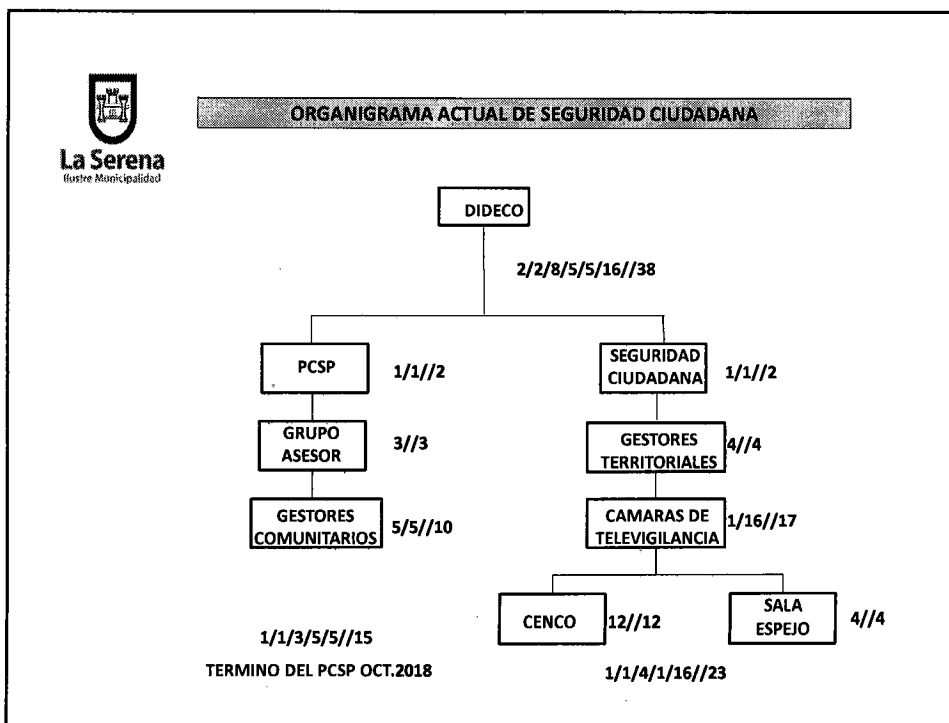 La Serena
Ilustre Municipalidad
ORGANIGRAMA ACTUAL DE SEGURIDAD CIUDADANA
DIDECO
2/2/8/5/5/16//38
PCSP
1/1//2
SEGURIDAD
CIUDADANA
1/1//2
GRUPO
ASESOR
3//3
GESTORES
TERRITORIALES
4//4
GESTORES
COMUNITARIOS
5/5//10
CAMARAS DE
TELEVIGILANCIA
1/16//17
CENCO
12//12
SALA
ESPEJO
4//4
1/1/3/5/5//15
TERMINO DEL PCSP OCT.2018
1/1/4/1/16//23